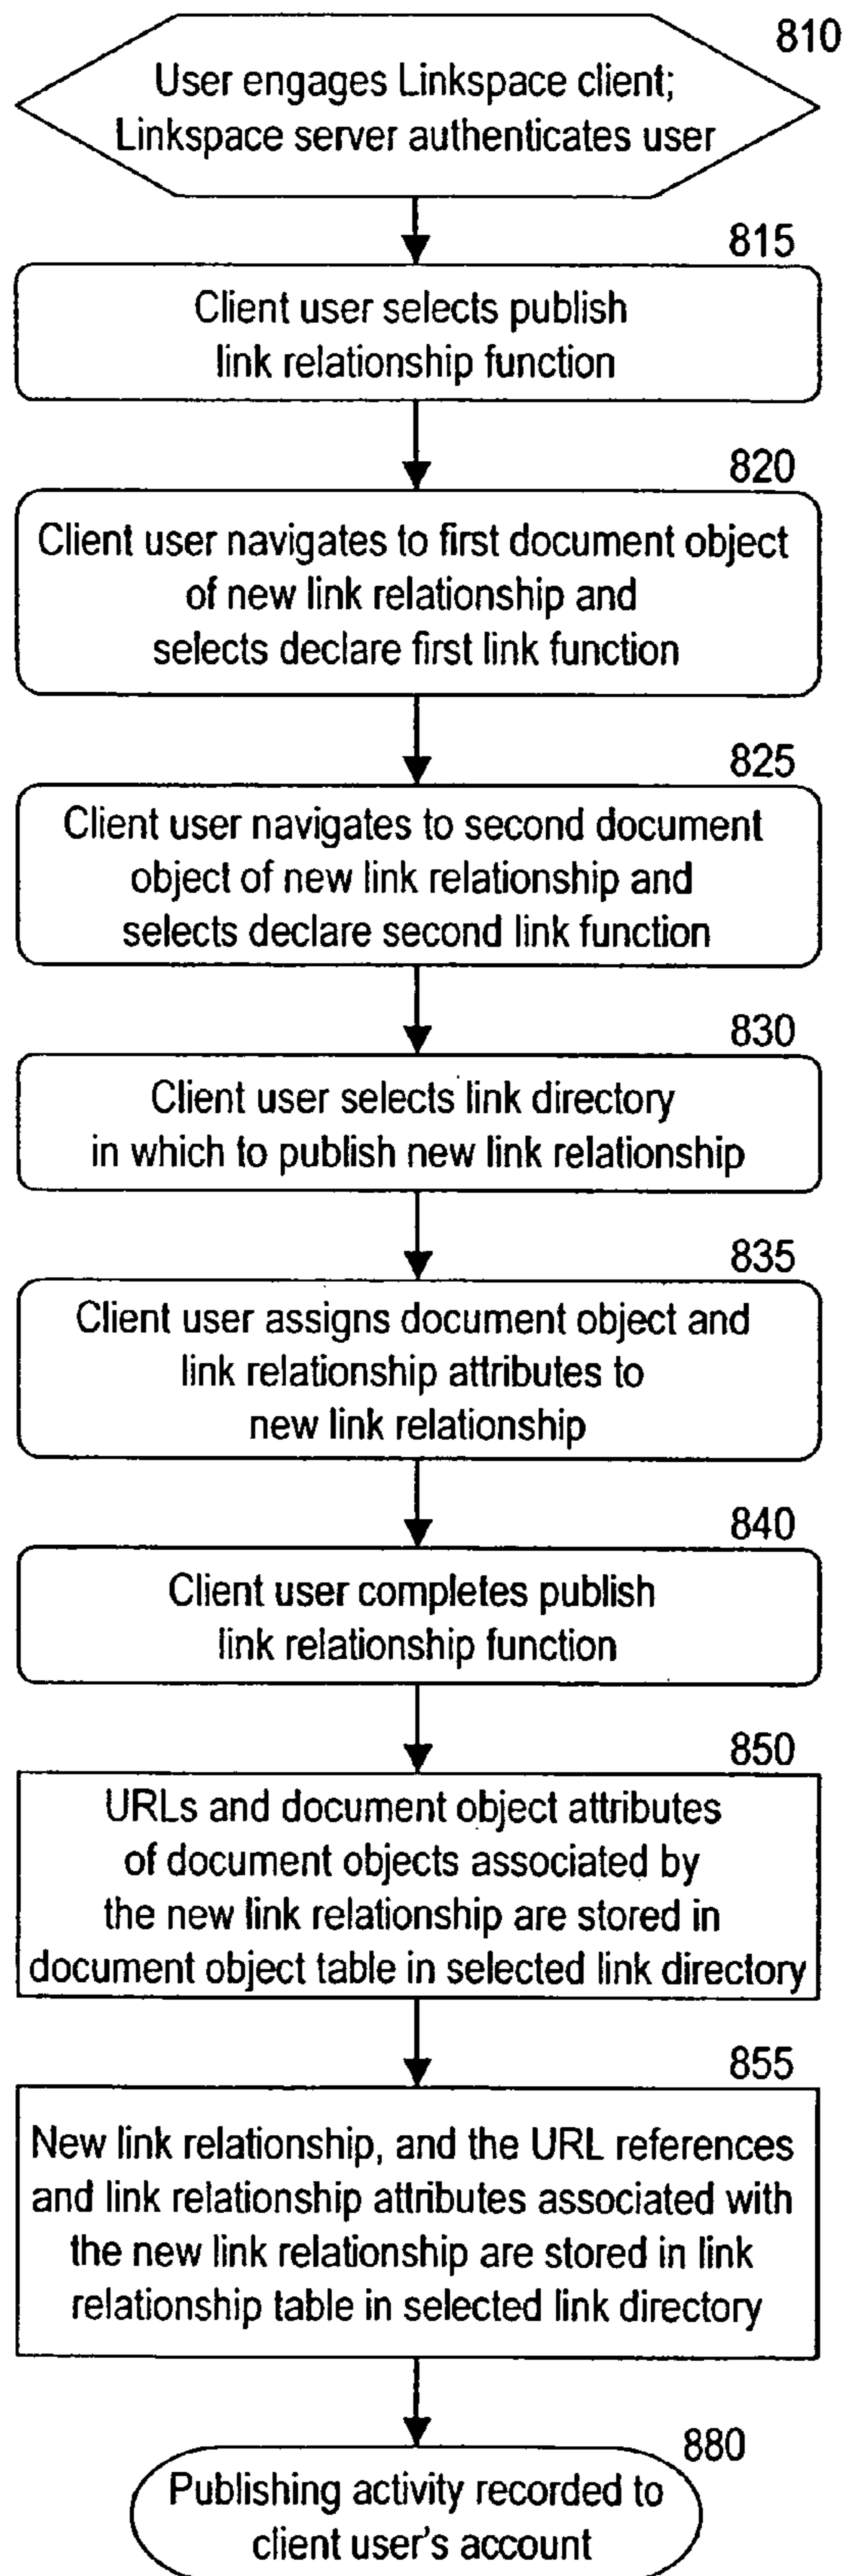 810
User engages Linkspace client;
Linkspace server authenticates user
815
Client user selects publish
link relationship function
820
Client user navigates to first document object
of new link relationship and
selects declare first link function
825
Client user navigates to second document
object of new link relationship and
selects declare second link function
830
Client user selects link directory
in which to publish new link relationship
835
Client user assigns document object and
link relationship attributes to
new link relationship
840
Client user completes publish
link relationship function
850
URLs and document object attributes
of document objects associated by
the new link relationship are stored in
document object table in selected link directory
855
New link relationship, and the URL references
and link relationship attributes associated with
the new link relationship are stored in link
relationship table in selected link directory
880
Publishing activity recorded to
client user's account